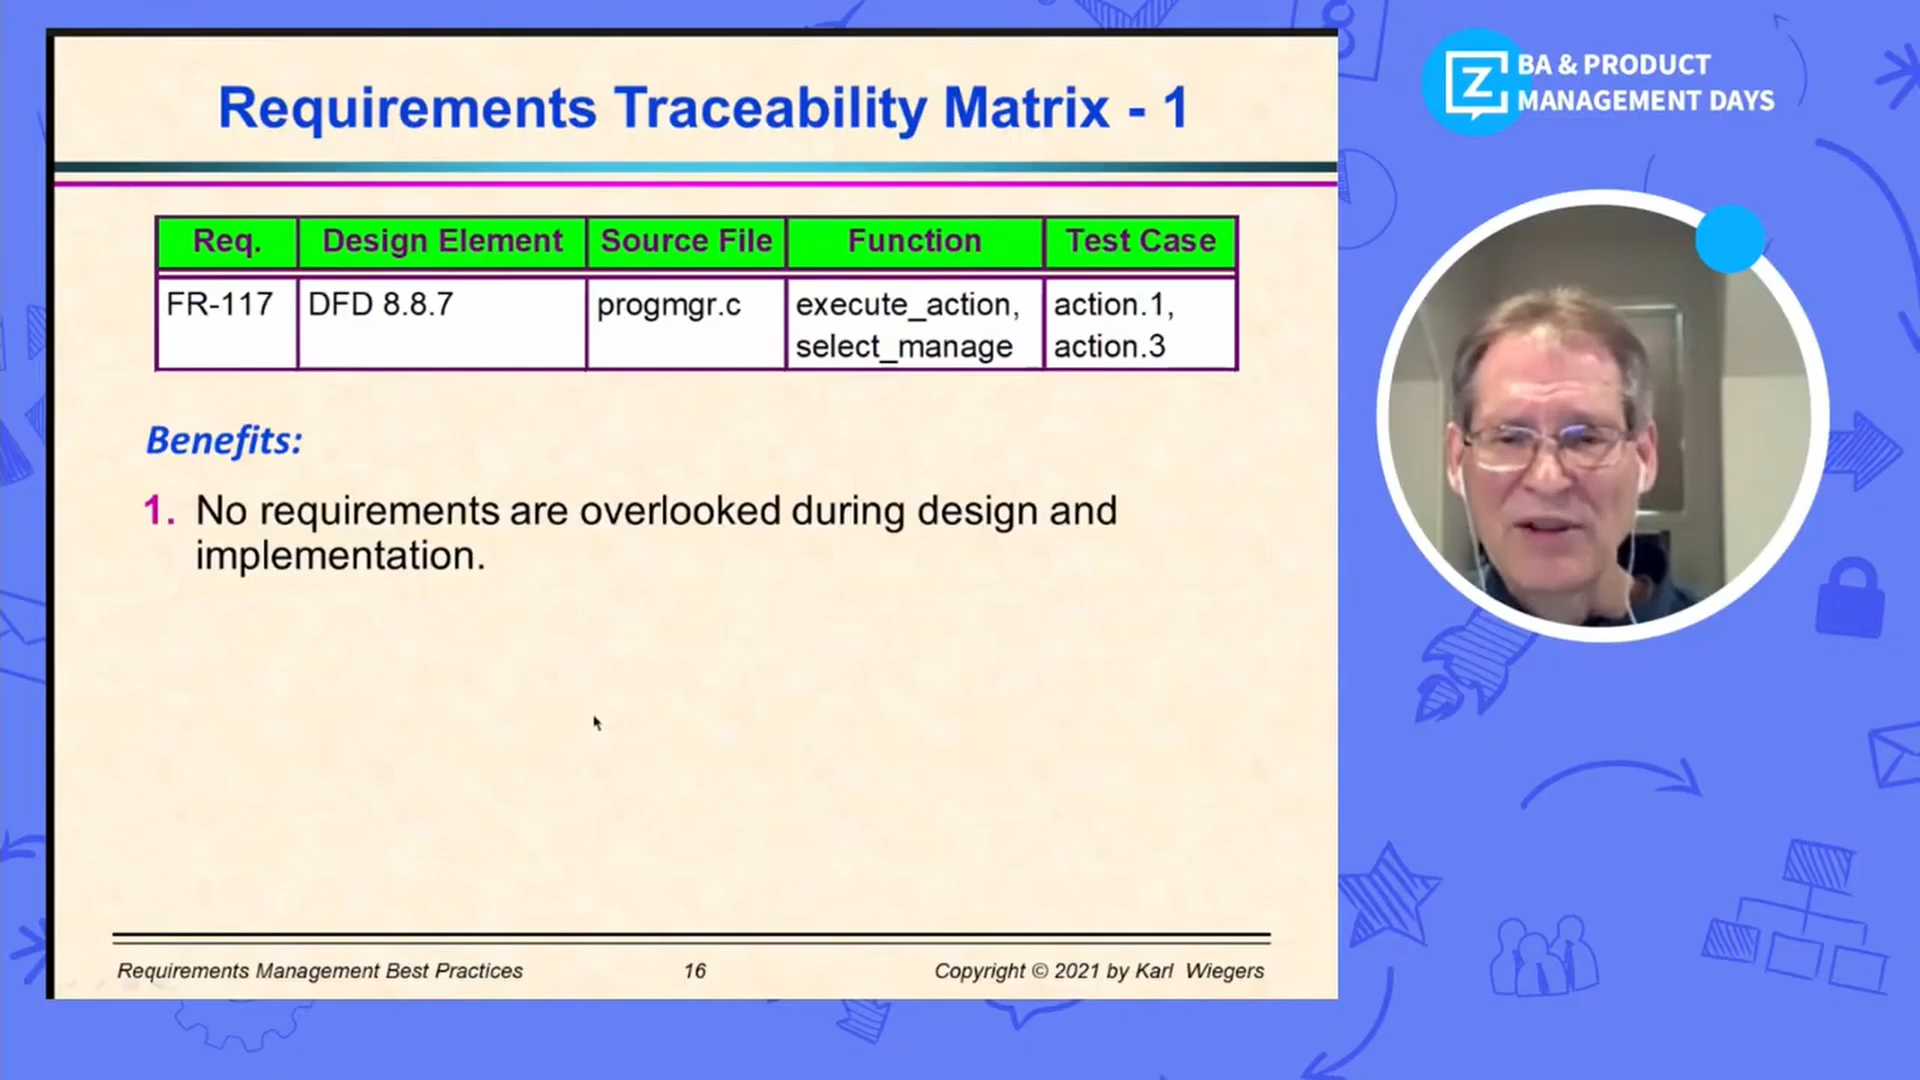 Requirements Traceability Matrix - 1
Req. Design Element Source File Function Test Case
FR-117 DFD 8.8.7 progmgr.c execute_action, action.1,
select_manage action.3
Benefits:
1. No requirements are overlooked during design and
implementation.
Requirements Management Best Practices 16 Copyright © 2021 by Karl Wiegers
Z
BA & PRODUCT
MANAGEMENT DAYS